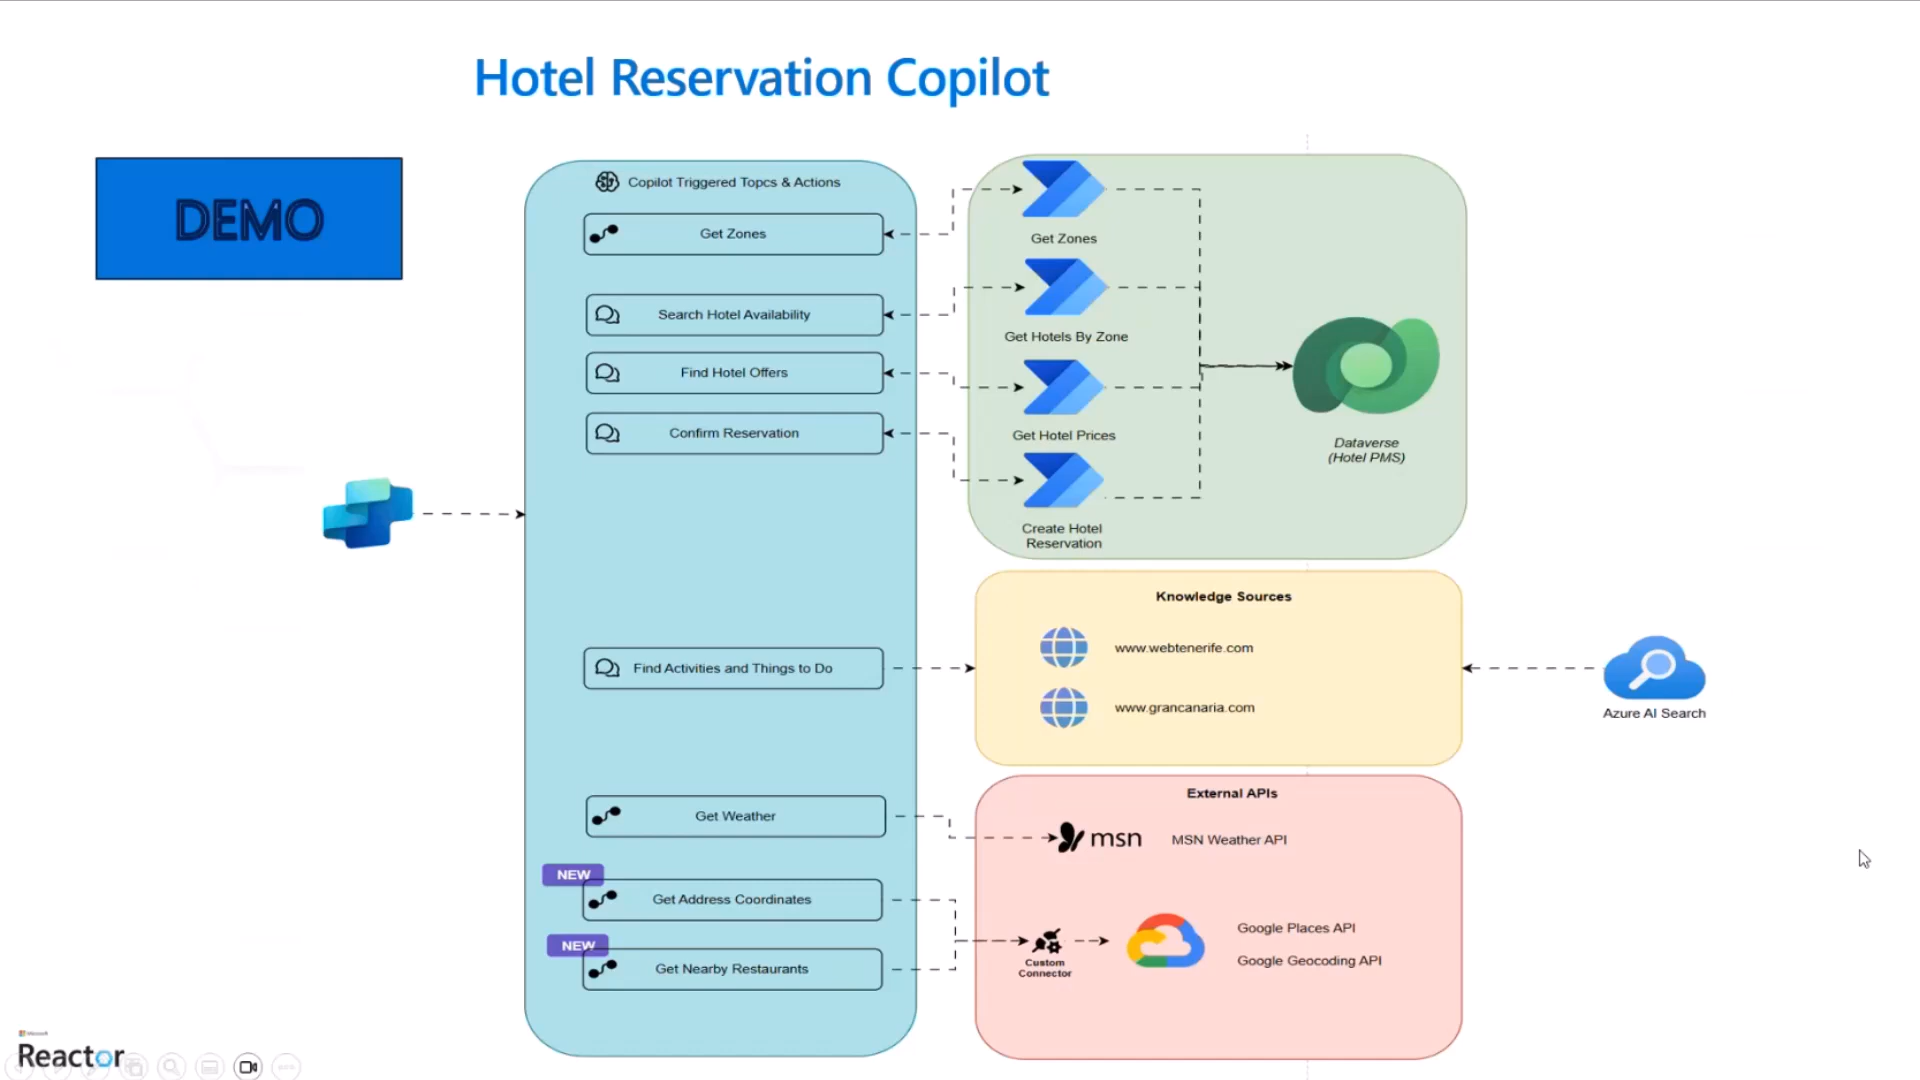 Hotel Reservation Copilot
DEMO
Copilot Triggered Topcs & Actions
Get Zones
Search Hotel Availability
Find Hotel Offers
Confirm Reservation
Find Activities and Things to Do
Get Weather
NEW
Get Address Coordinates
NEW
Get Nearby Restaurants
Get Zones
Get Hotels By Zone
Get Hotel Prices
Create Hotel
Reservation
Dataverse
(Hotel PMS)
Knowledge Sources
www.webtenerife.com
www.grancanaria.com
Azure AI Search
External APIs
msn
MSN Weather API
Custom
Connector
Google Places API
Google Geocoding API
Microsoft
Reactor